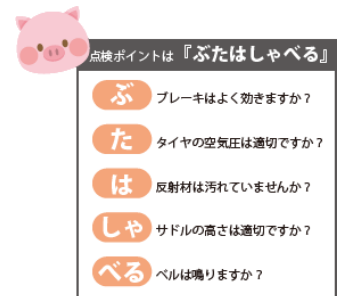 点検ポイントは『ぶたはしゃべる』
ぶ ブレーキはよく効きますか？
た タイヤの空気圧は適切ですか？
は 反射材は汚れていませんか？
しゃ サドルの高さは適切ですか？
べる ベルは鳴りますか？